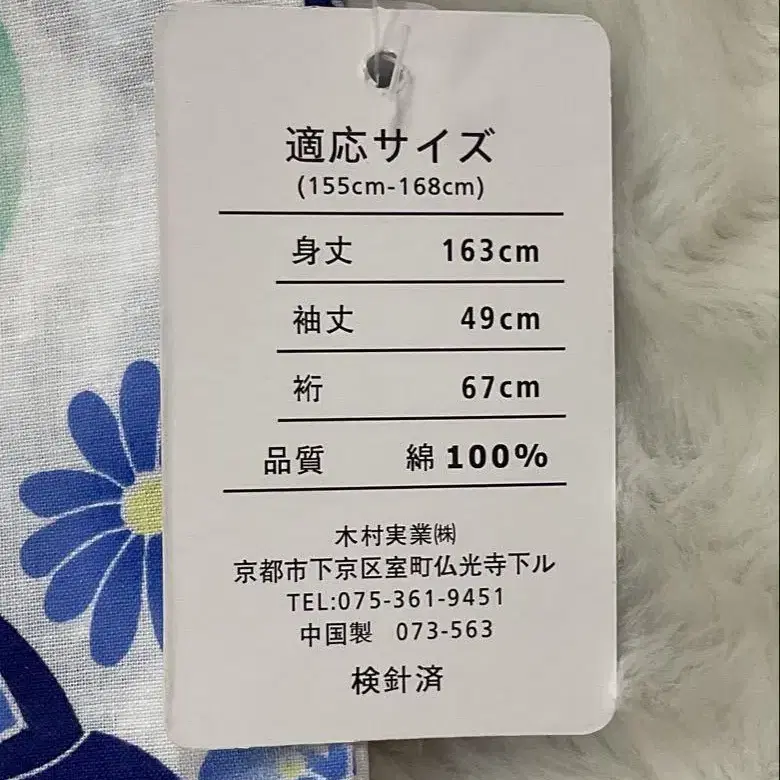 適応サイズ
(155cm-168cm)
身丈 163cm
袖丈 49cm
裄 67cm
品質 綿 100%
木村実業㈱
京都市下京区室町仏光寺下ル
TEL:075-361-9451
中国製 073-563
検針済